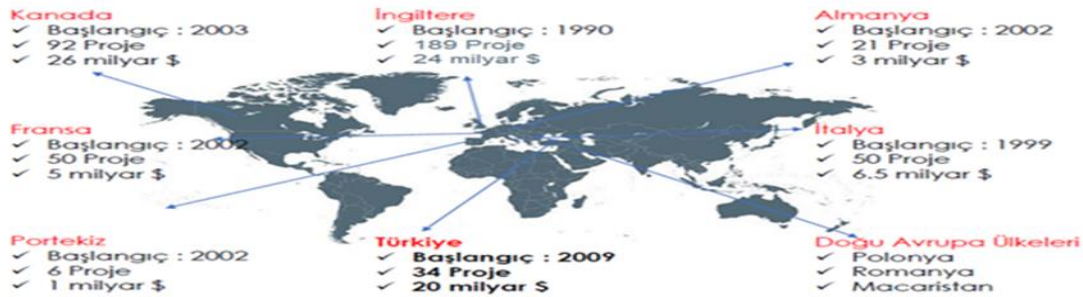 Kanada
✓ Başlangıç : 2003
✓ 92 Proje
✓ 26 milyar $
İngiltere
✓ Başlangıç : 1990
✓ 189 Proje
✓ 24 milyar $
Almanya
✓ Başlangıç : 2002
✓ 21 Proje
✓ 3 milyar $
Fransa
✓ Başlangıç : 2002
✓ 50 Proje
✓ 5 milyar $
İtalya
✓ Başlangıç : 1999
✓ 50 Proje
✓ 6.5 milyar $
Portekiz
✓ Başlangıç : 2002
✓ 6 Proje
✓ 1 milyar $
Türkiye
✓ Başlangıç : 2009
✓ 34 Proje
✓ 20 milyar $
Doğu Avrupa Ülkeleri
✓ Polonya
✓ Romanya
✓ Macaristan